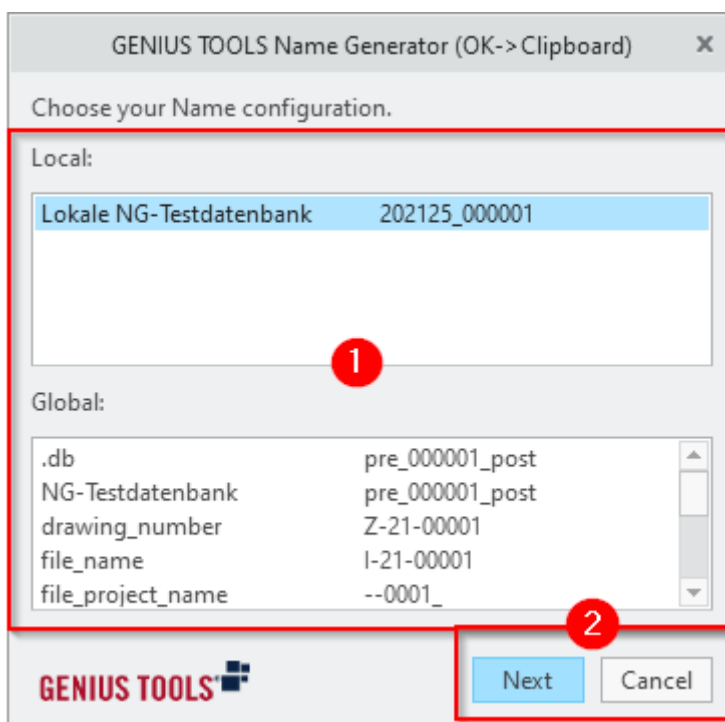 GENIUS TOOLS Name Generator (OK->Clipboard) x
Choose your Name configuration.
Local:
Lokale NG-Testdatenbank 202125_000001
1
Global:
.db pre_000001_post
NG-Testdatenbank pre_000001_post
drawing_number Z-21-00001
file_name I-21-00001
file_project_name --0001_
2
GENIUS TOOLS Next Cancel